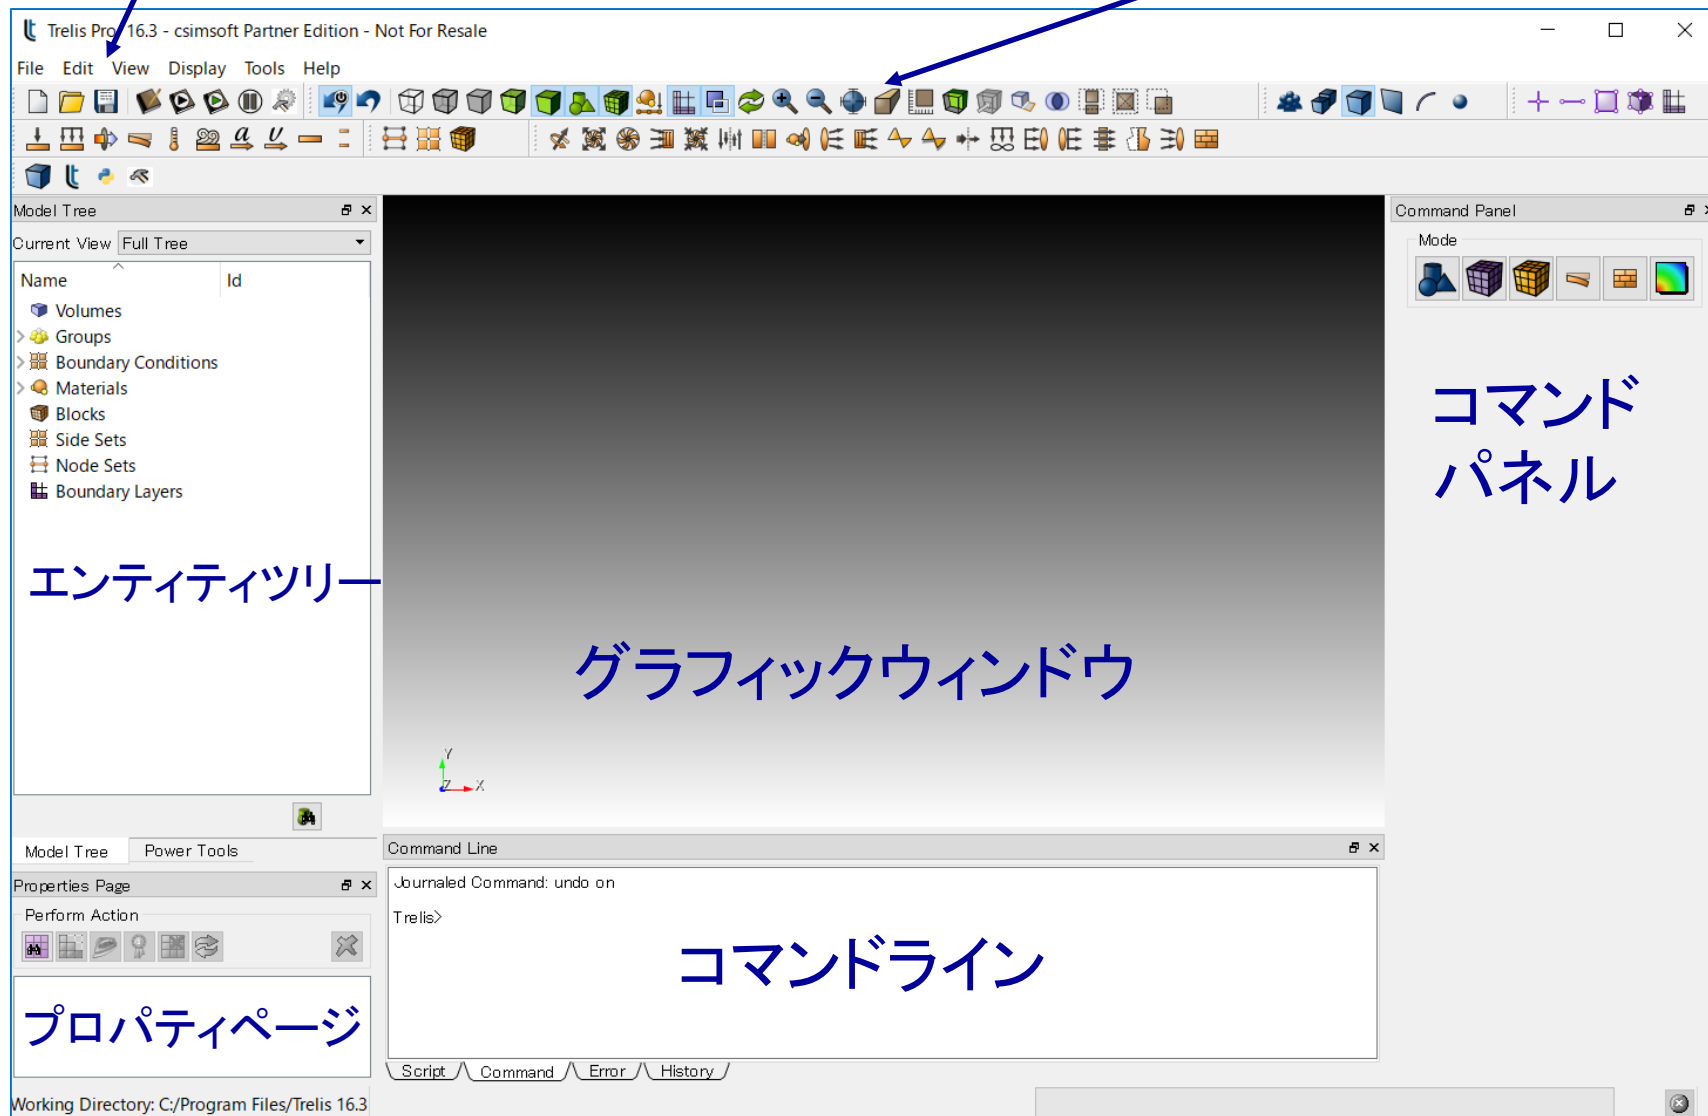 Trelis Pro 16.3 - csimsoft Partner Edition - Not For Resale
File Edit View Display Tools Help
Model Tree
Current View Full Tree
Name Id
Volumes
Groups
Boundary Conditions
Materials
Blocks
Side Sets
Node Sets
Boundary Layers
エンティティツリー
Model Tree Power Tools
Properties Page
Perform Action
プロパティページ
グラフィックウィンドウ
Y
Z X
Command Line
Journaled Command: undo on
Trelis>
コマンドライン
Script Command Error History
Command Panel
Mode
コマンド
パネル
Working Directory: C:/Program Files/Trelis 16.3